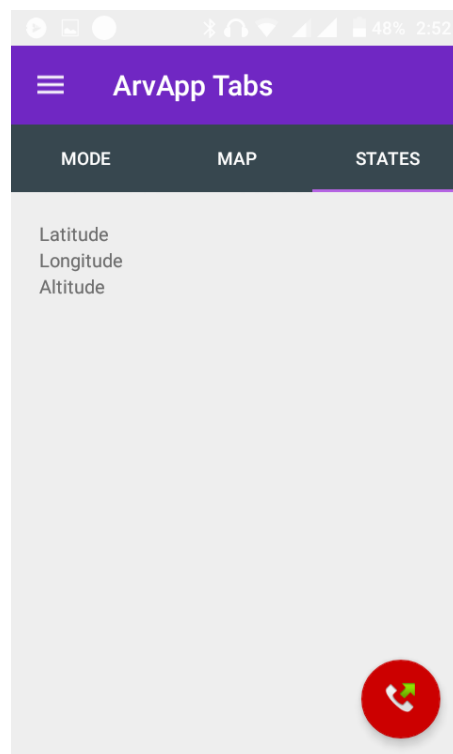 48% 2:52
ArvApp Tabs
MODE MAP STATES
Latitude
Longitude
Altitude